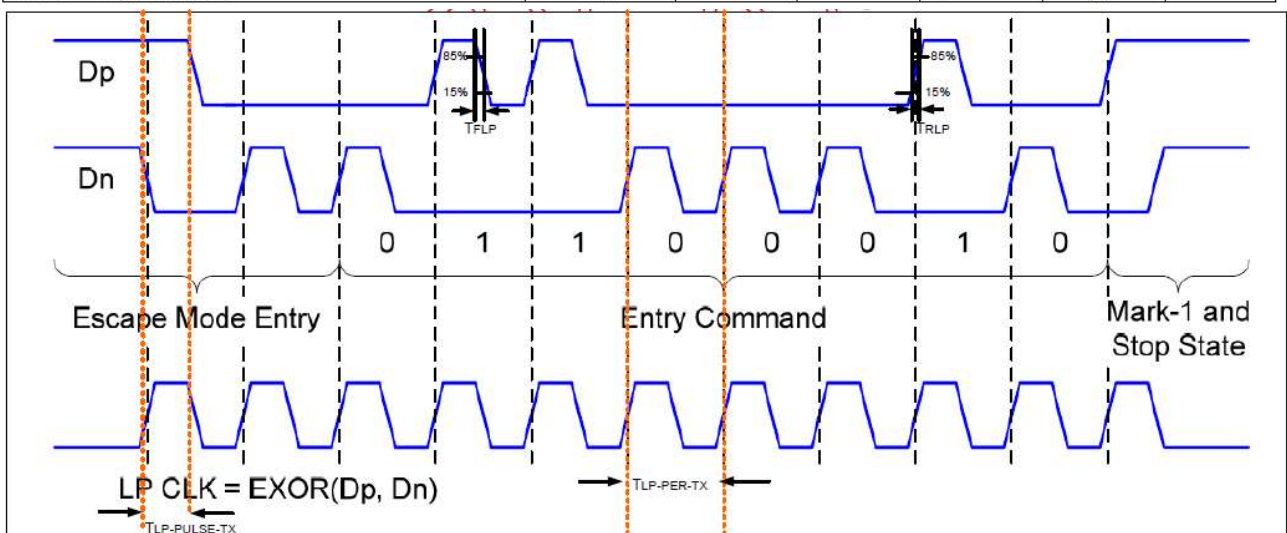 Dp
85%
15%
TFLP
85%
15%
TRLP
Dn
0 1 1 0 0 0 1 0
Escape Mode Entry
Entry Command
Mark-1 and
Stop State
LP CLK = EXOR(Dp, Dn)
TLP-PER-TX
TLP-PULSE-TX